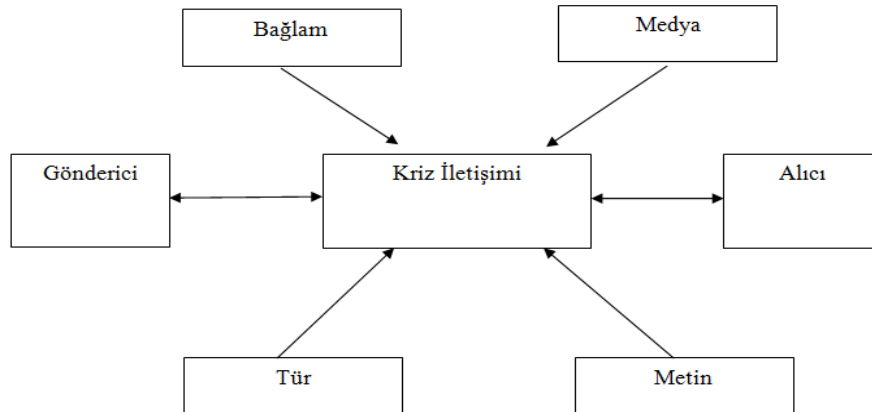 Bağlam
Medya
Gönderici
Kriz İletişimi
Alıcı
Tür
Metin